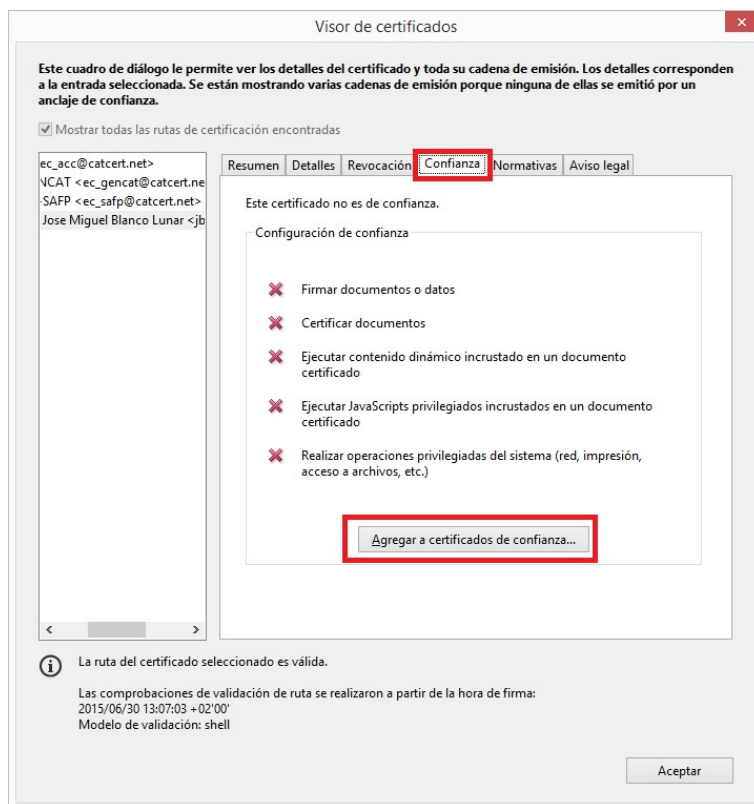 Visor de certificados
Este cuadro de diálogo le permite ver los detalles del certificado y toda su cadena de emisión. Los detalles corresponden
a la entrada seleccionada. Se están mostrando varias cadenas de emisión porque ninguna de ellas se emitió por un
anclaje de confianza.
Mostrar todas las rutas de certificación encontradas
ec_acc@catcert.net>
NCAT <ec_gencat@catcert.ne
-SAFP <ec_safp@catcert.net>
Jose Miguel Blanco Lunar <jb
Resumen Detalles Revocación Confianza Normativas Aviso legal
Este certificado no es de confianza.
Configuración de confianza
Firmar documentos o datos
Certificar documentos
Ejecutar contenido dinámico incrustado en un documento
certificado
Ejecutar JavaScripts privilegiados incrustados en un documento
certificado
Realizar operaciones privilegiadas del sistema (red, impresión,
acceso a archivos, etc.)
Agregar a certificados de confianza...
La ruta del certificado seleccionado es válida.
Las comprobaciones de validación de ruta se realizaron a partir de la hora de firma:
2015/06/30 13:07:03 +02'00'
Modelo de validación: shell
Aceptar